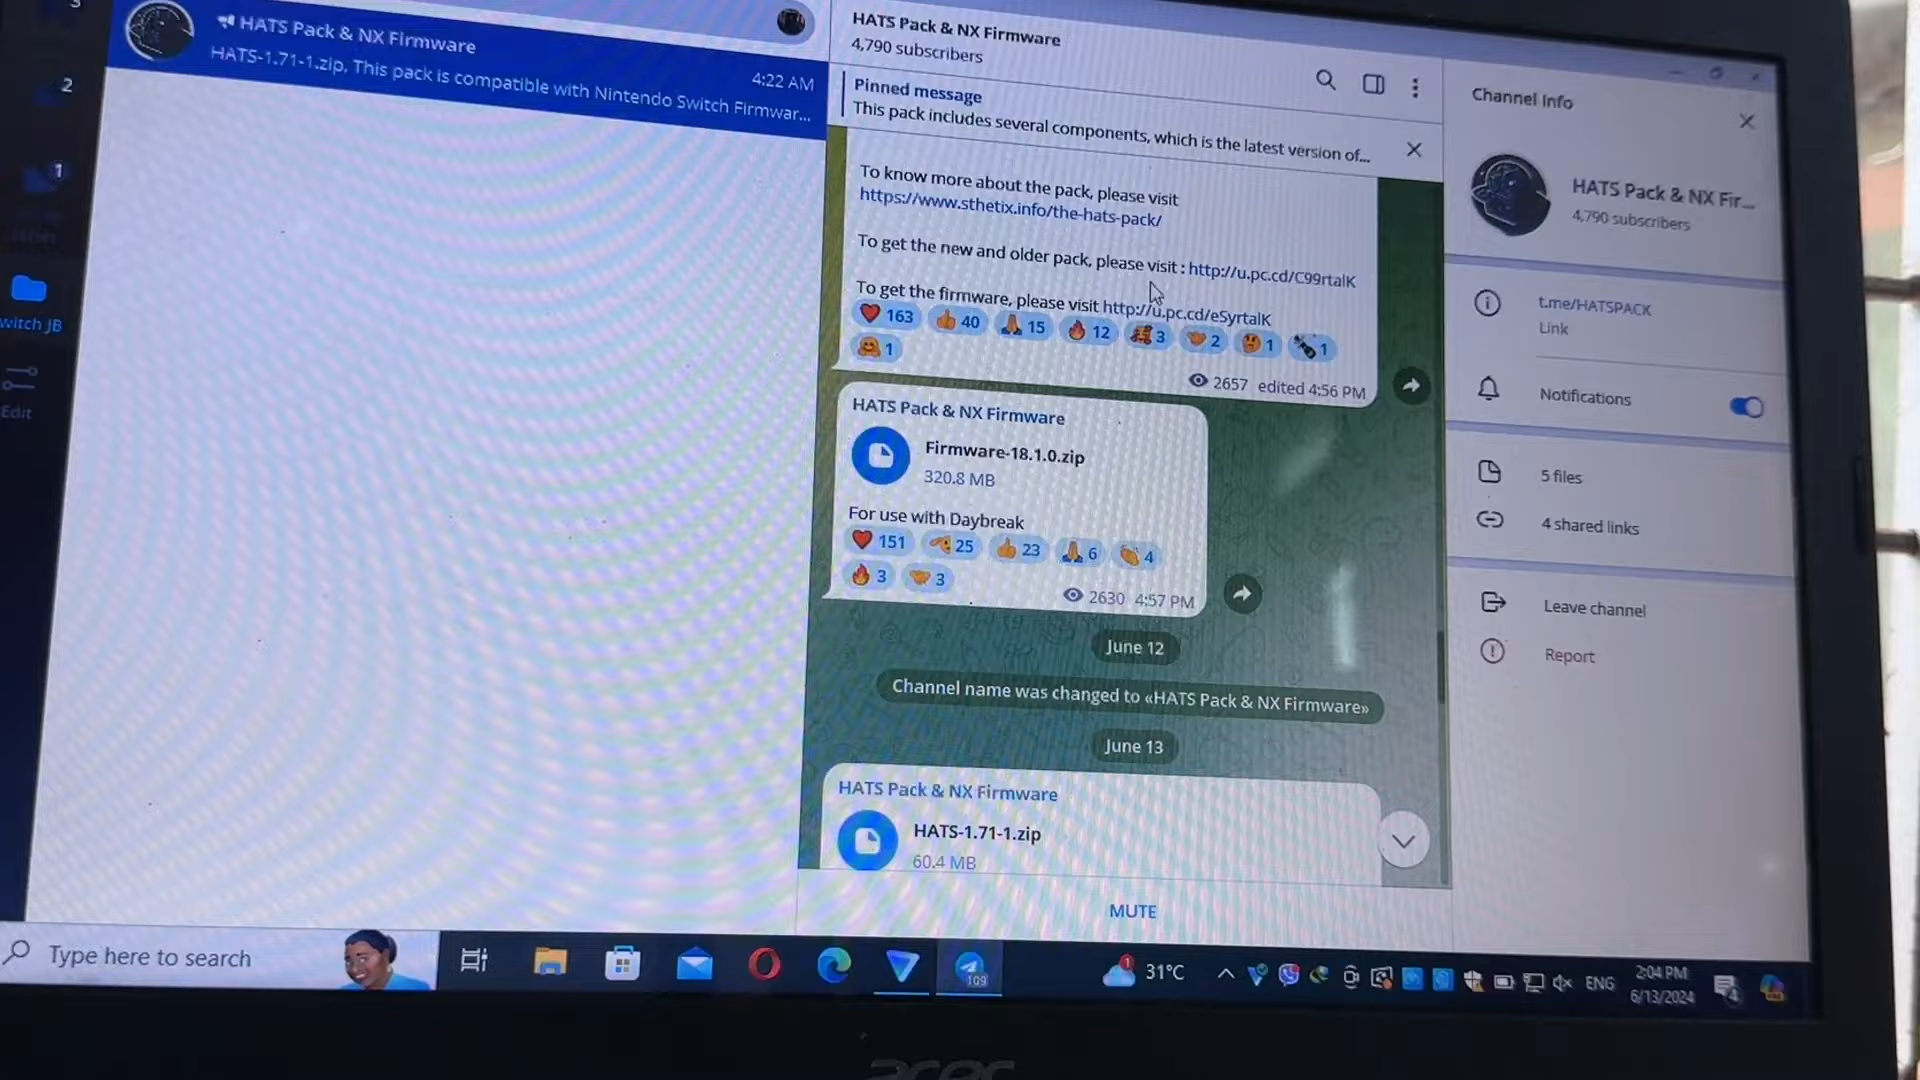 3
2
1
witch JB
Edit
HATS Pack & NX Firmware
HATS-1.71-1.zip, This pack is compatible with Nintendo Switch Firmwar...
4:22 AM
HATS Pack & NX Firmware
4,790 subscribers
Pinned message
This pack includes several components, which is the latest version of...
To know more about the pack, please visit
https://www.sthetix.info/the-hats-pack/
To get the new and older pack, please visit : http://u.pc.cd/C99rtalK
To get the firmware, please visit http://u.pc.cd/eSyrtalK
163 40 15 12 3 2 1 1
1
2657 edited 4:56 PM
HATS Pack & NX Firmware
Firmware-18.1.0.zip
320.8 MB
For use with Daybreak
151 25 23 6 4
3 3
2630 4:57 PM
June 12
Channel name was changed to «HATS Pack & NX Firmware»
June 13
HATS Pack & NX Firmware
HATS-1.71-1.zip
60.4 MB
MUTE
Channel Info
HATS Pack & NX Fir...
4,790 subscribers
t.me/HATSPACK
Link
Notifications
5 files
4 shared links
Leave channel
Report
Type here to search
109
1
31°C
ENG
2:04 PM
6/13/2024
4
acer